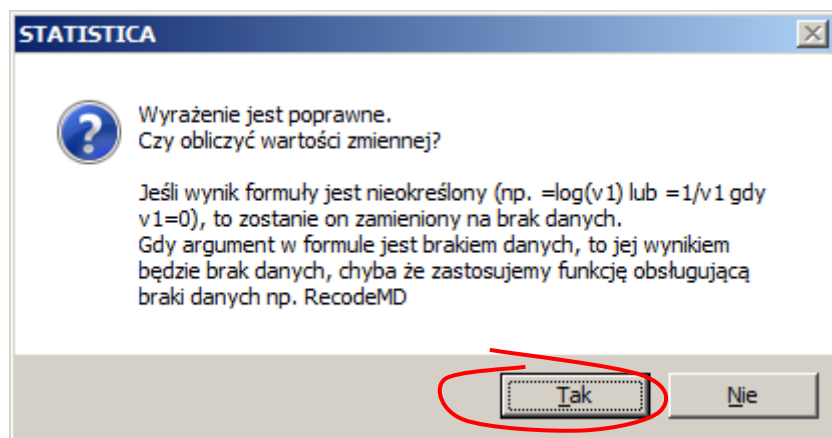 STATISTICA
Wyrażenie jest poprawne.
Czy obliczyć wartości zmiennej?
Jeśli wynik formuły jest nieokreślony (np. =log(v1) lub =1/v1 gdy
v1=0), to zostanie on zamieniony na brak danych.
Gdy argument w formule jest brakiem danych, to jej wynikiem
będzie brak danych, chyba że zastosujemy funkcję obsługującą
braki danych np. RecodeMD
Tak Nie